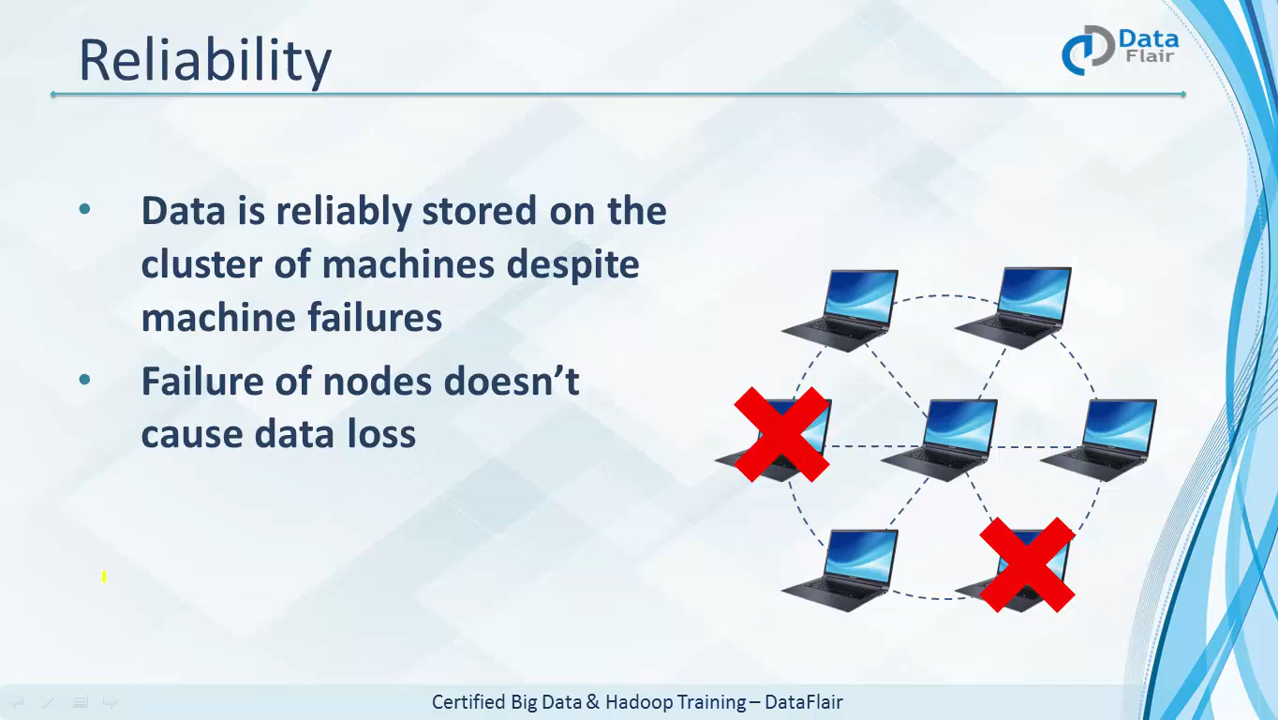 Reliability
Data
Flair
• Data is reliably stored on the
cluster of machines despite
machine failures
• Failure of nodes doesn’t
cause data loss
Certified Big Data & Hadoop Training – DataFlair